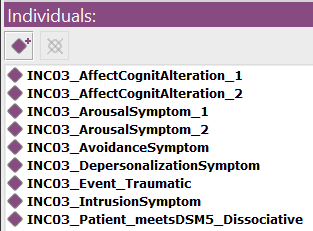 Individuals:
INC03_AffectCognitAlteration_1
INC03_AffectCognitAlteration_2
INC03_ArousalSymptom_1
INC03_ArousalSymptom_2
INC03_AvoidanceSymptom
INC03_DepersonalizationSymptom
INC03_Event_Traumatic
INC03_IntrusionSymptom
INC03_Patient_meetsDSM5_Dissociative